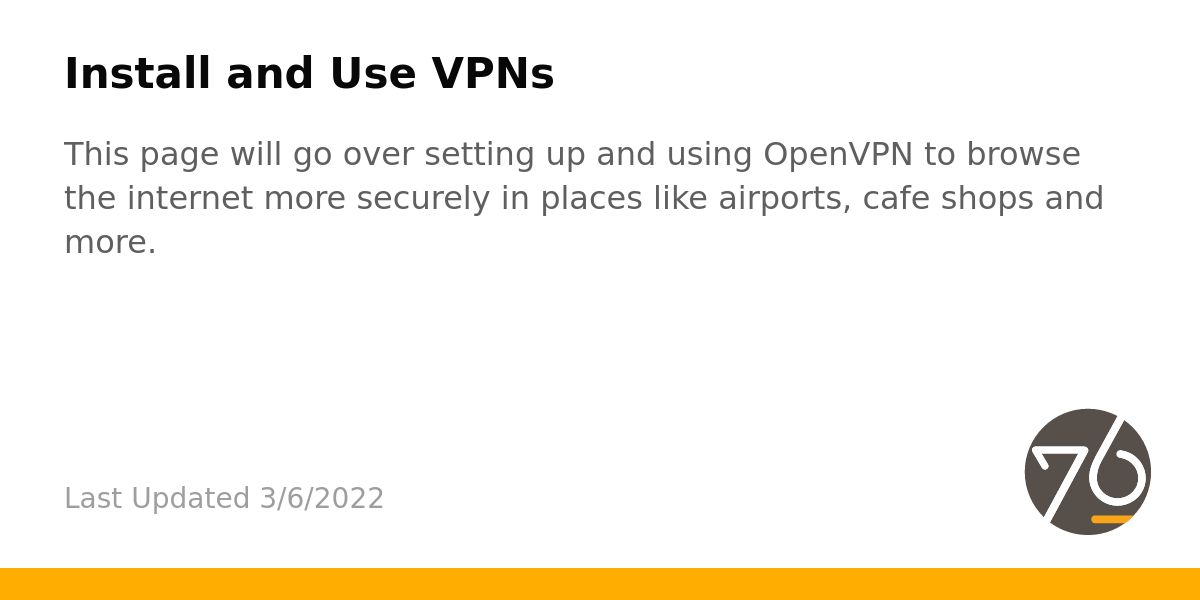 Install and Use VPNs
This page will go over setting up and using OpenVPN to browse
the internet more securely in places like airports, cafe shops and
more.
Last Updated 3/6/2022
76